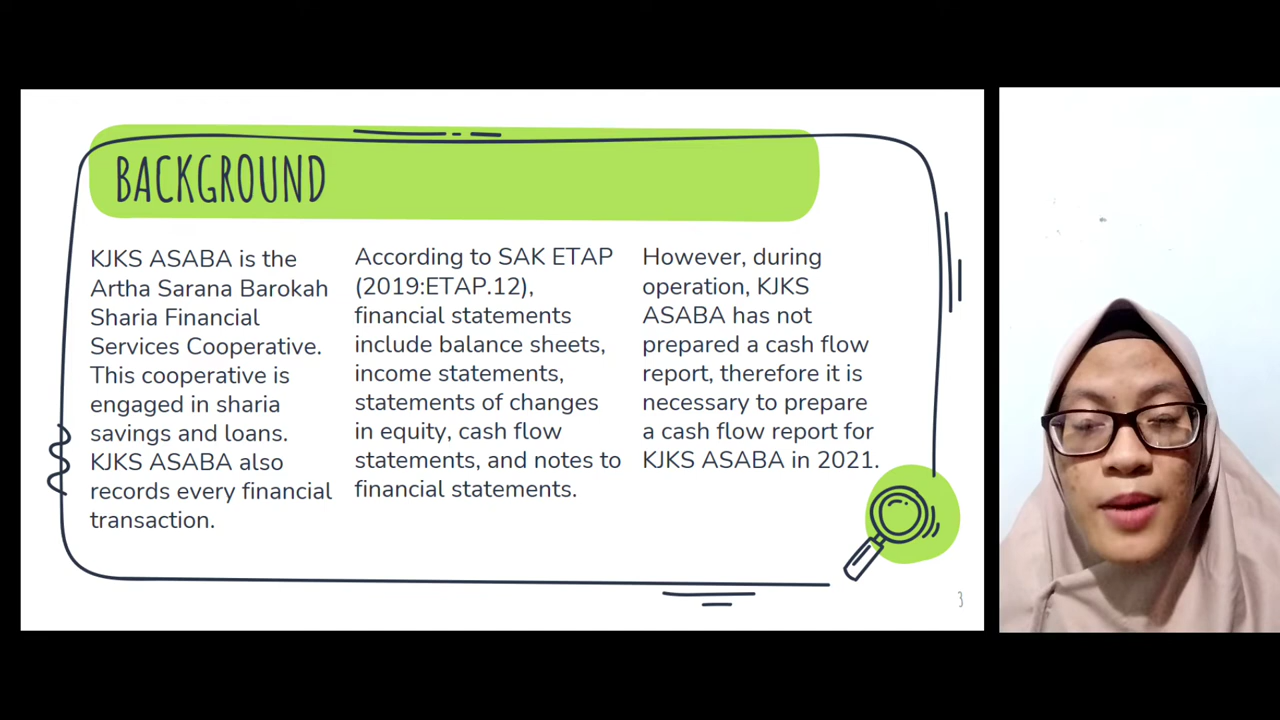 BACKGROUND
KJKS ASABA is the
Artha Sarana Barokah
Sharia Financial
Services Cooperative.
This cooperative is
engaged in sharia
savings and loans.
KJKS ASABA also
records every financial
transaction.
According to SAK ETAP
(2019:ETAP.12),
financial statements
include balance sheets,
income statements,
statements of changes
in equity, cash flow
statements, and notes to
financial statements.
However, during
operation, KJKS
ASABA has not
prepared a cash flow
report, therefore it is
necessary to prepare
a cash flow report for
KJKS ASABA in 2021.
3